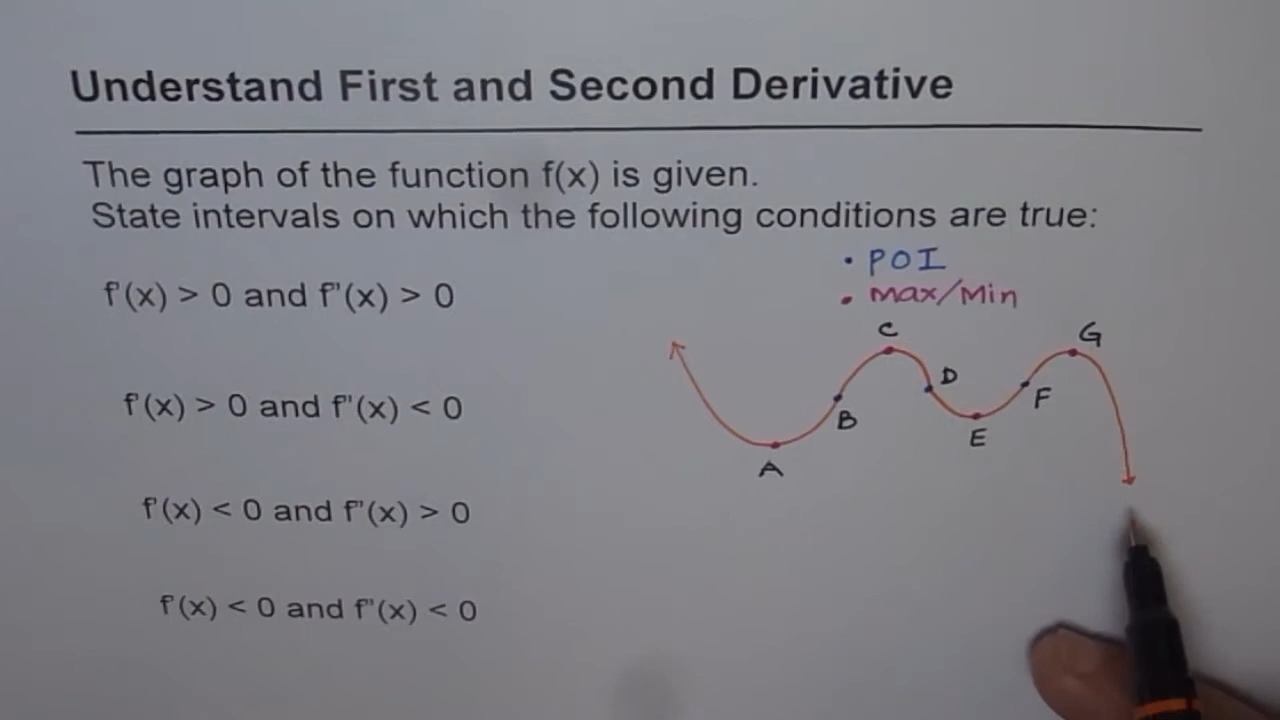 Understand First and Second Derivative
The graph of the function f(x) is given.
State intervals on which the following conditions are true:
• POI
• max/Min
f'(x) > 0 and f"(x) > 0
f'(x) > 0 and f"(x) < 0
f'(x) < 0 and f"(x) > 0
f'(x) < 0 and f"(x) < 0
C
G
D
F
B
E
A